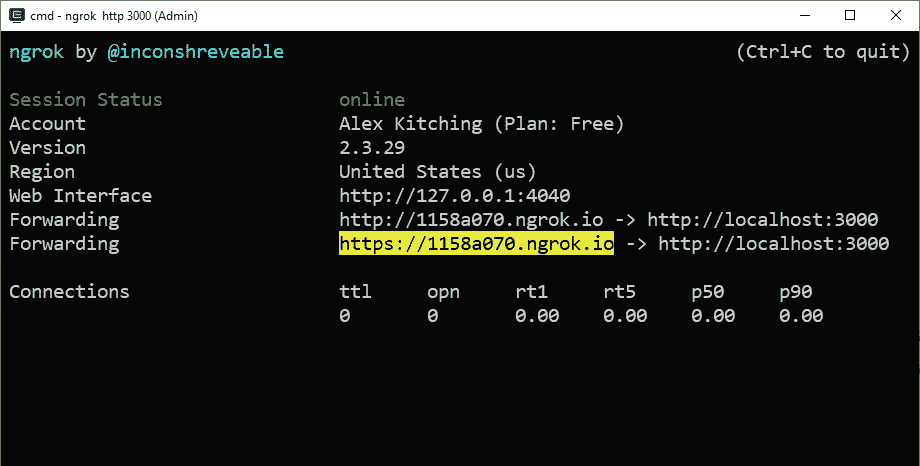 cmd - ngrok  http 3000 (Admin)
ngrok by @inconshreveable (Ctrl+C to quit)
Session Status online
Account Alex Kitching (Plan: Free)
Version 2.3.29
Region United States (us)
Web Interface http://127.0.0.1:4040
Forwarding http://1158a070.ngrok.io -> http://localhost:3000
Forwarding https://1158a070.ngrok.io -> http://localhost:3000
Connections ttl opn rt1 rt5 p50 p90
0 0 0.00 0.00 0.00 0.00